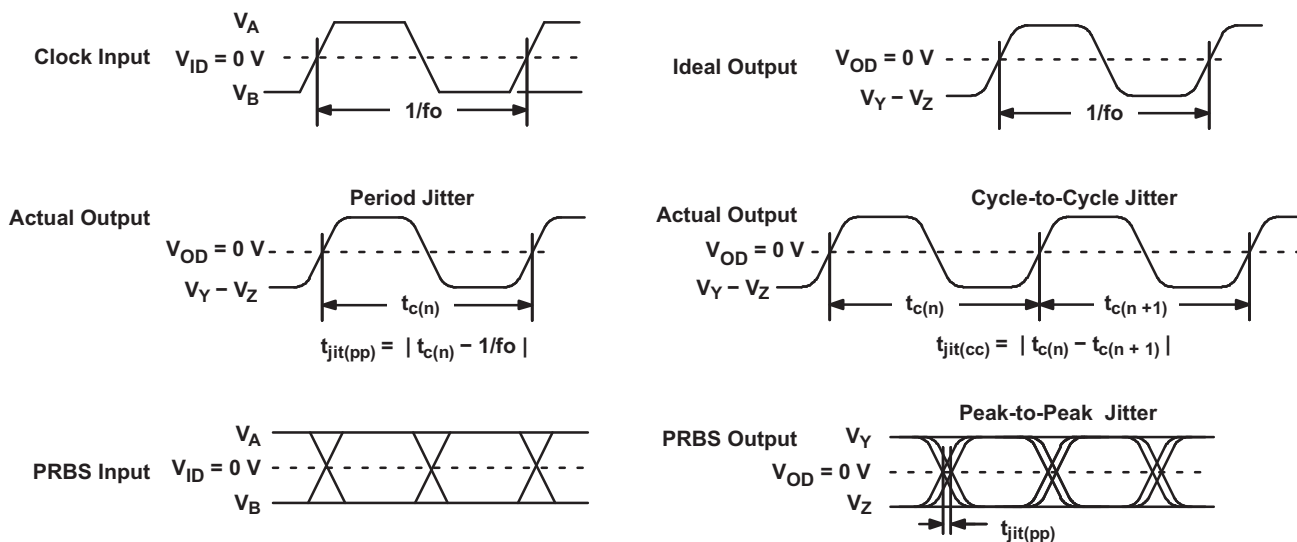 Clock Input
V_A
V_ID = 0 V
V_B
1/fo
Ideal Output
V_OD = 0 V
V_Y – V_Z
1/fo
Period Jitter
Actual Output
V_OD = 0 V
V_Y – V_Z
t_c(n)
t_jit(pp) = | t_c(n) – 1/fo |
Cycle-to-Cycle Jitter
Actual Output
V_OD = 0 V
V_Y – V_Z
t_c(n)
t_c(n +1)
t_jit(cc) = | t_c(n) – t_c(n + 1) |
PRBS Input
V_A
V_ID = 0 V
V_B
Peak-to-Peak Jitter
PRBS Output
V_Y
V_OD = 0 V
V_Z
t_jit(pp)